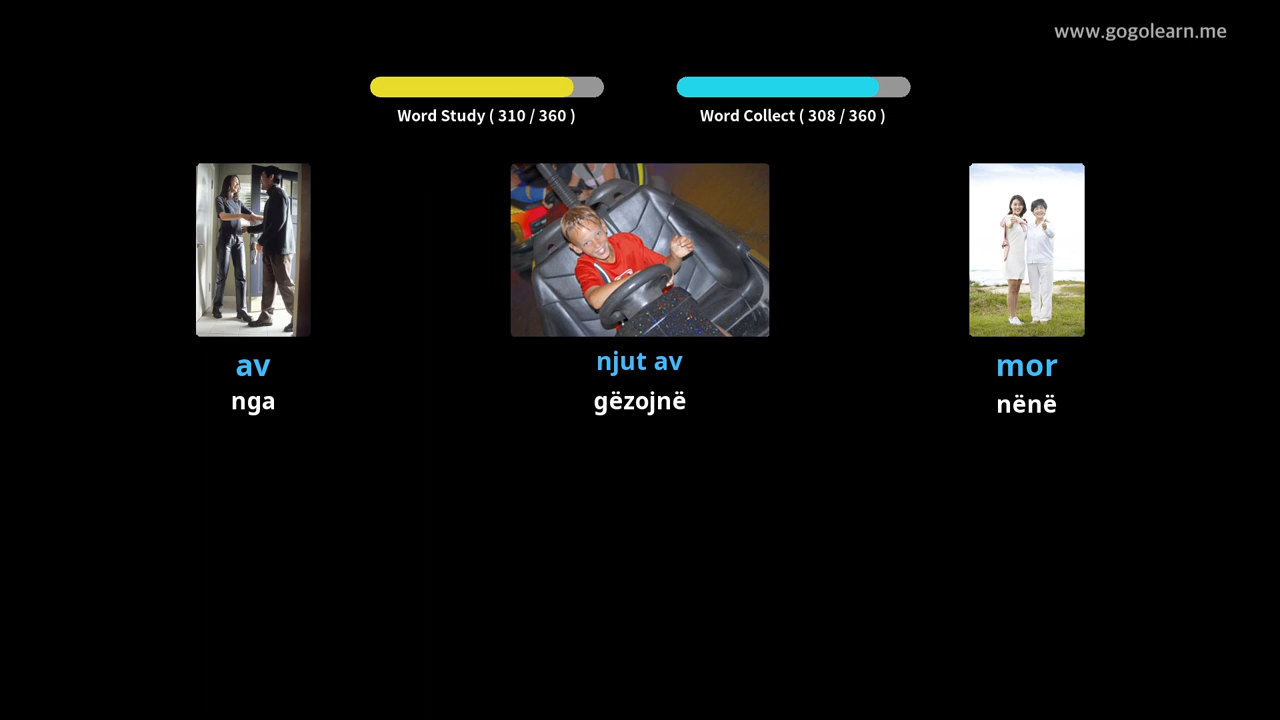 www.gogolearn.me
Word Study ( 310 / 360 )
Word Collect ( 308 / 360 )
av
nga
njut av
gëzojnë
mor
nënë